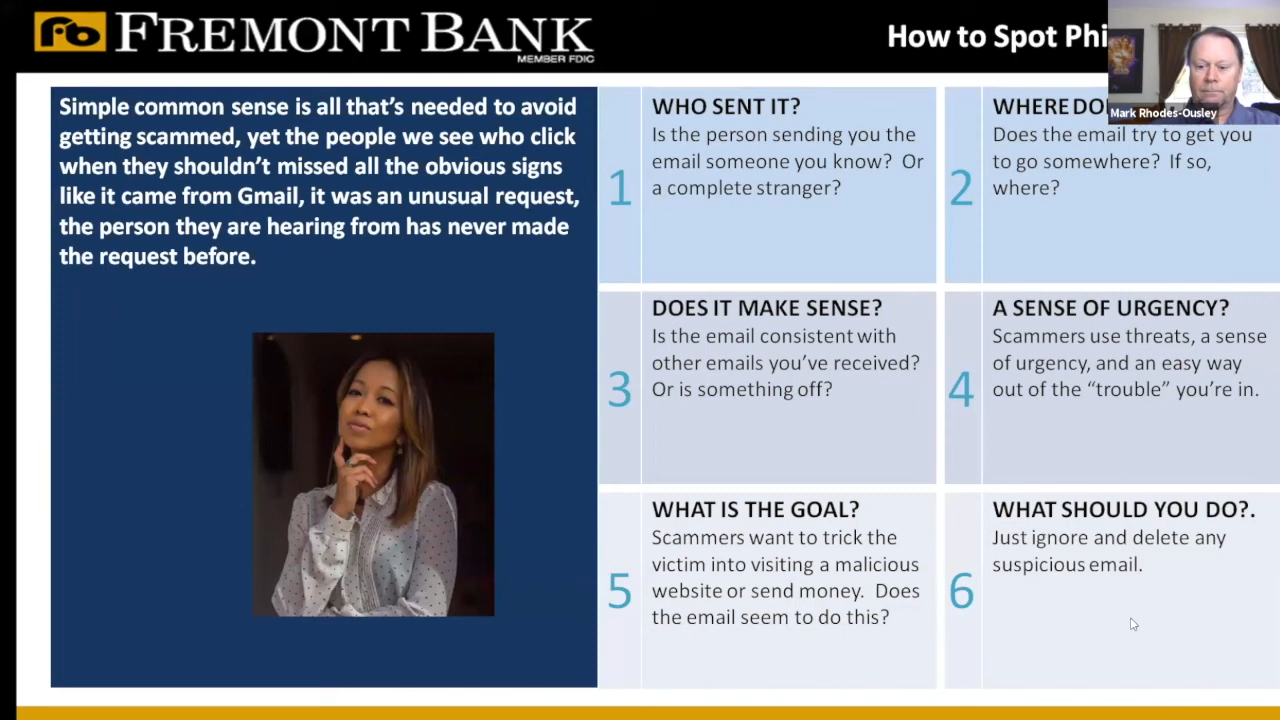 fb FREMONT BANK
MEMBER FDIC
How to Spot Phi
Mark Rhodes-Ousley
Simple common sense is all that's needed to avoid
getting scammed, yet the people we see who click
when they shouldn't missed all the obvious signs
like it came from Gmail, it was an unusual request,
the person they are hearing from has never made
the request before.
1
WHO SENT IT?
Is the person sending you the
email someone you know?  Or
a complete stranger?
2
WHERE DO
Does the email try to get you
to go somewhere?  If so,
where?
3
DOES IT MAKE SENSE?
Is the email consistent with
other emails you've received?
Or is something off?
4
A SENSE OF URGENCY?
Scammers use threats, a sense
of urgency, and an easy way
out of the “trouble” you're in.
5
WHAT IS THE GOAL?
Scammers want to trick the
victim into visiting a malicious
website or send money.  Does
the email seem to do this?
6
WHAT SHOULD YOU DO?.
Just ignore and delete any
suspicious email.